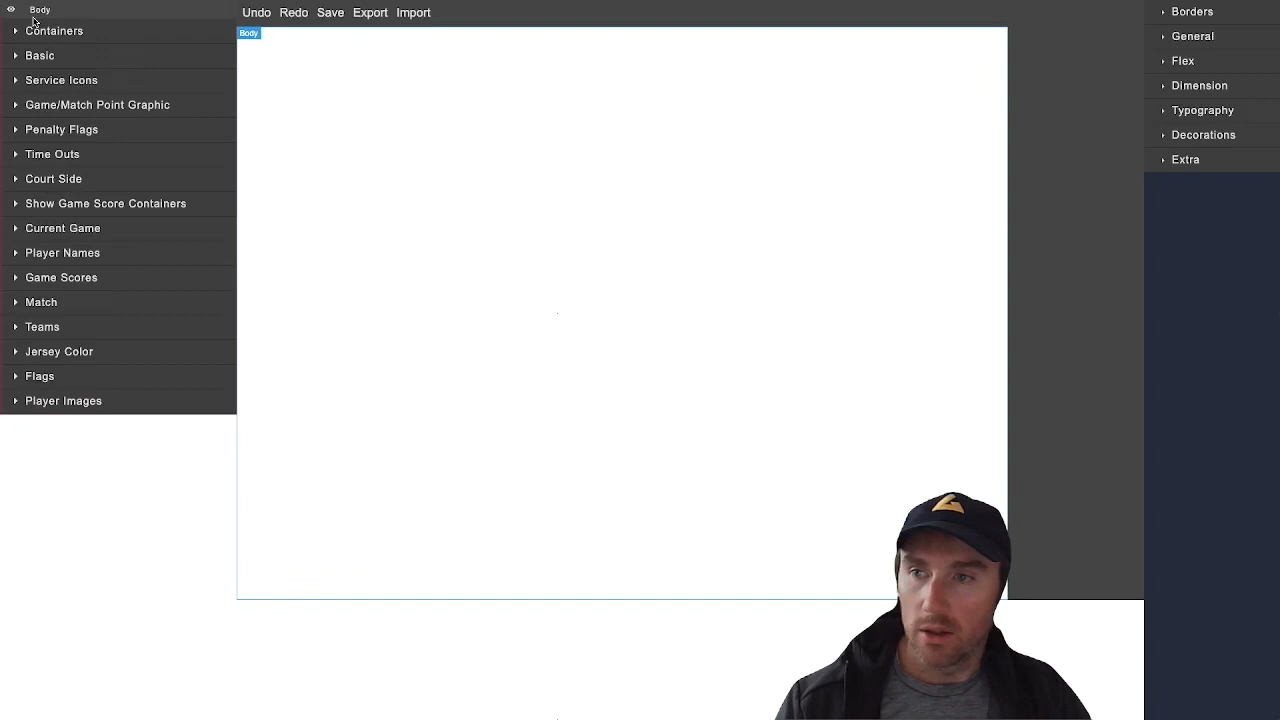 Body
Containers
Basic
Service Icons
Game/Match Point Graphic
Penalty Flags
Time Outs
Court Side
Show Game Score Containers
Current Game
Player Names
Game Scores
Match
Teams
Jersey Color
Flags
Player Images
Undo Redo Save Export Import
Body
Borders
General
Flex
Dimension
Typography
Decorations
Extra